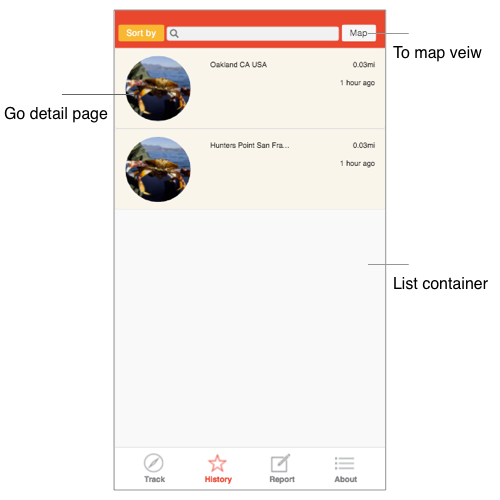 Sort by
Map
To map veiw
Oakland CA USA
0.03mi
1 hour ago
Go detail page
Hunters Point San Fra...
0.03mi
1 hour ago
List container
Track
History
Report
About